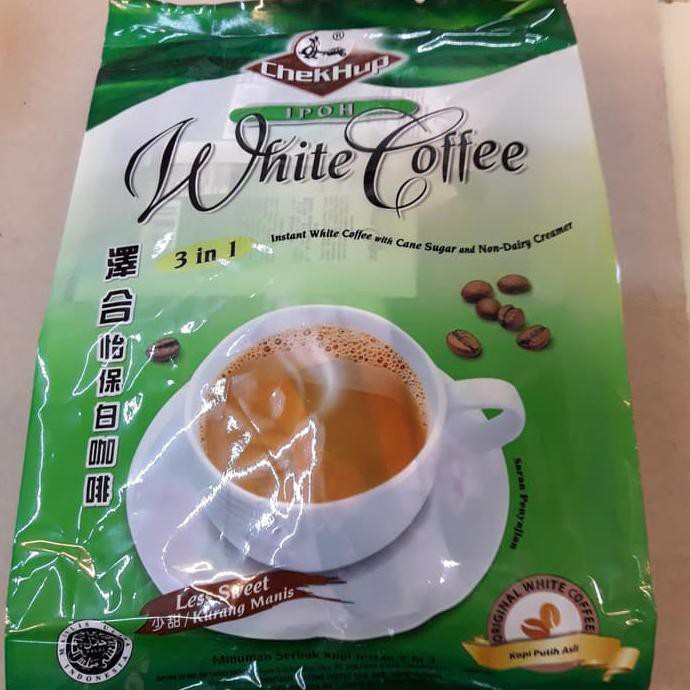 ®
ChekHup
IPOH
White Coffee
3 in 1
Instant White Coffee with Cane Sugar and Non-Dairy Creamer
澤合怡保白咖啡
Saran Penyajian
Less Sweet
少甜 / Kurang Manis
ORIGINAL WHITE COFFEE
Kopi Putih Asli
INDONESIA
Minuman Serbuk Kopi Instan 3 in 1